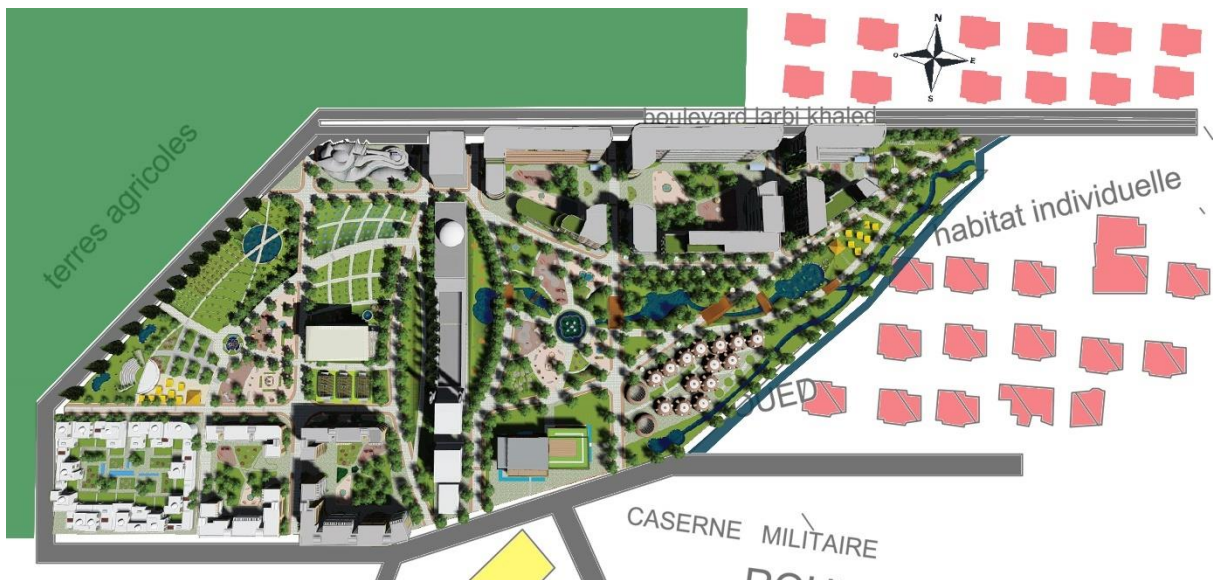 N
O E
S
boulevard larbi khaled
terres agricoles
habitat individuelle
OUED
CASERNE MILITAIRE